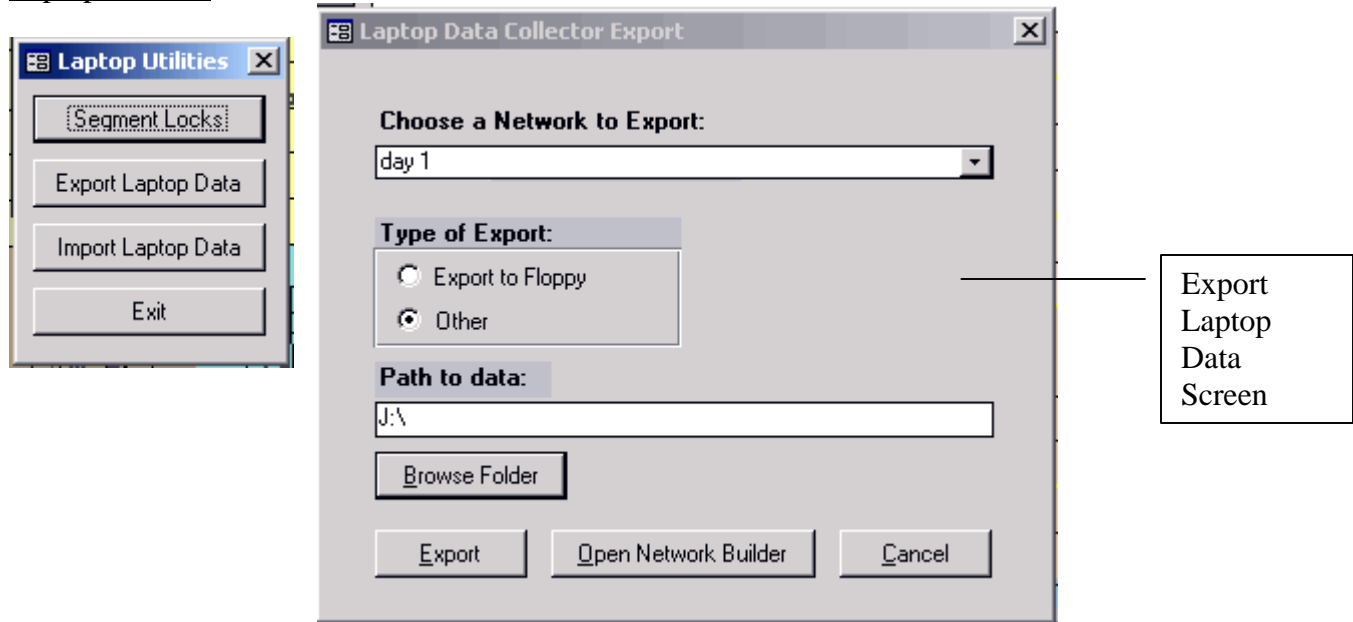 Laptop Utilities
Segment Locks
Export Laptop Data
Import Laptop Data
Exit
Laptop Data Collector Export
Choose a Network to Export:
day 1
Type of Export:
Export to Floppy
Other
Path to data:
J:\
Browse Folder
Export
Open Network Builder
Cancel
Export
Laptop
Data
Screen